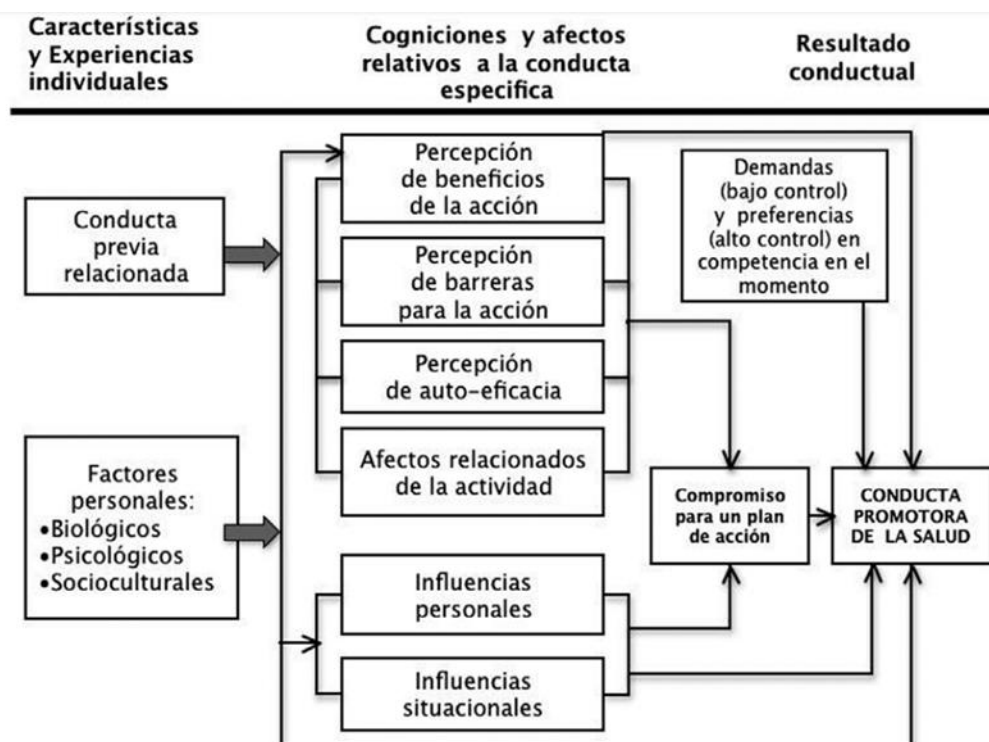 Características
y Experiencias
individuales
Cogniciones y afectos
relativos a la conducta
especifica
Resultado
conductual
Conducta
previa
relacionada
Factores
personales:
•Biológicos
•Psicológicos
•Socioculturales
Percepción
de beneficios
de la acción
Percepción
de barreras
para la acción
Percepción
de auto-eficacia
Afectos relacionados
de la actividad
Influencias
personales
Influencias
situacionales
Demandas
(bajo control)
y preferencias
(alto control) en
competencia en el
momento
Compromiso
para un plan
de acción
CONDUCTA
PROMOTORA
DE LA SALUD